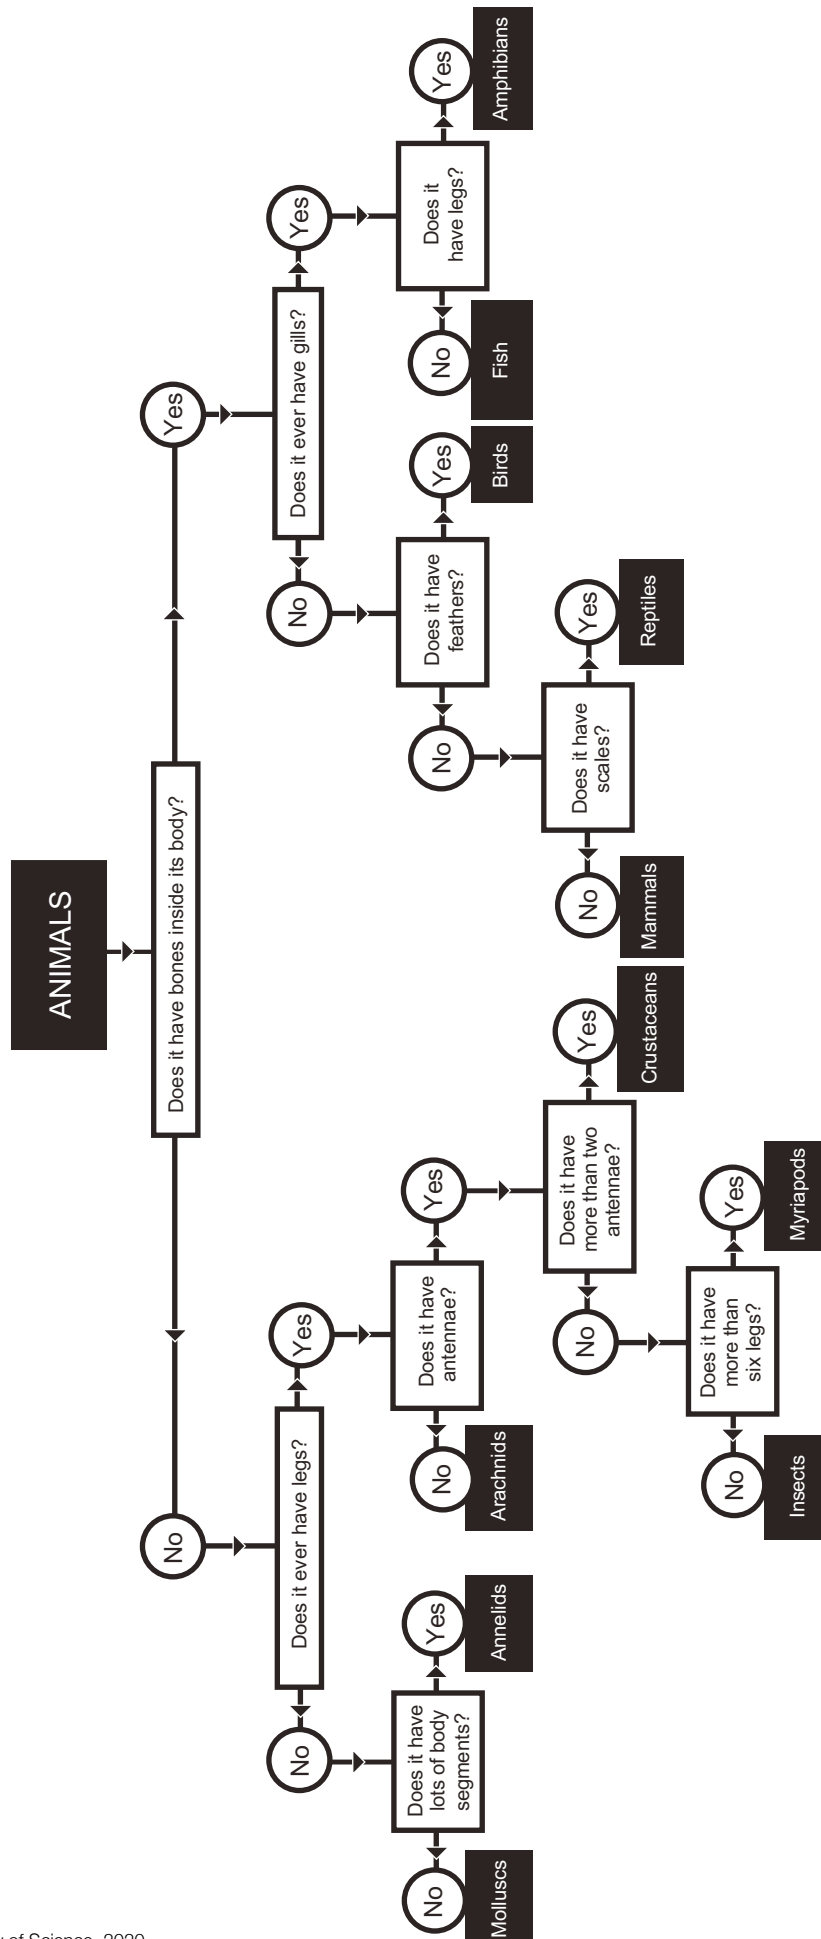 ANIMALS
Does it have bones inside its body?
No
Yes
Does it ever have legs?
Does it ever have gills?
No
Yes
No
Yes
Does it have
lots of body
segments?
Does it have
antennae?
Does it have
feathers?
Does it
have legs?
No
Molluscs
Yes
Annelids
No
Arachnids
Yes
No
Yes
Birds
No
Fish
Yes
Amphibians
Does it have
more than two
antennae?
Does it have
scales?
No
Yes
Crustaceans
No
Mammals
Yes
Reptiles
Does it have
more than
six legs?
No
Insects
Yes
Myriapods
of Science, 2020